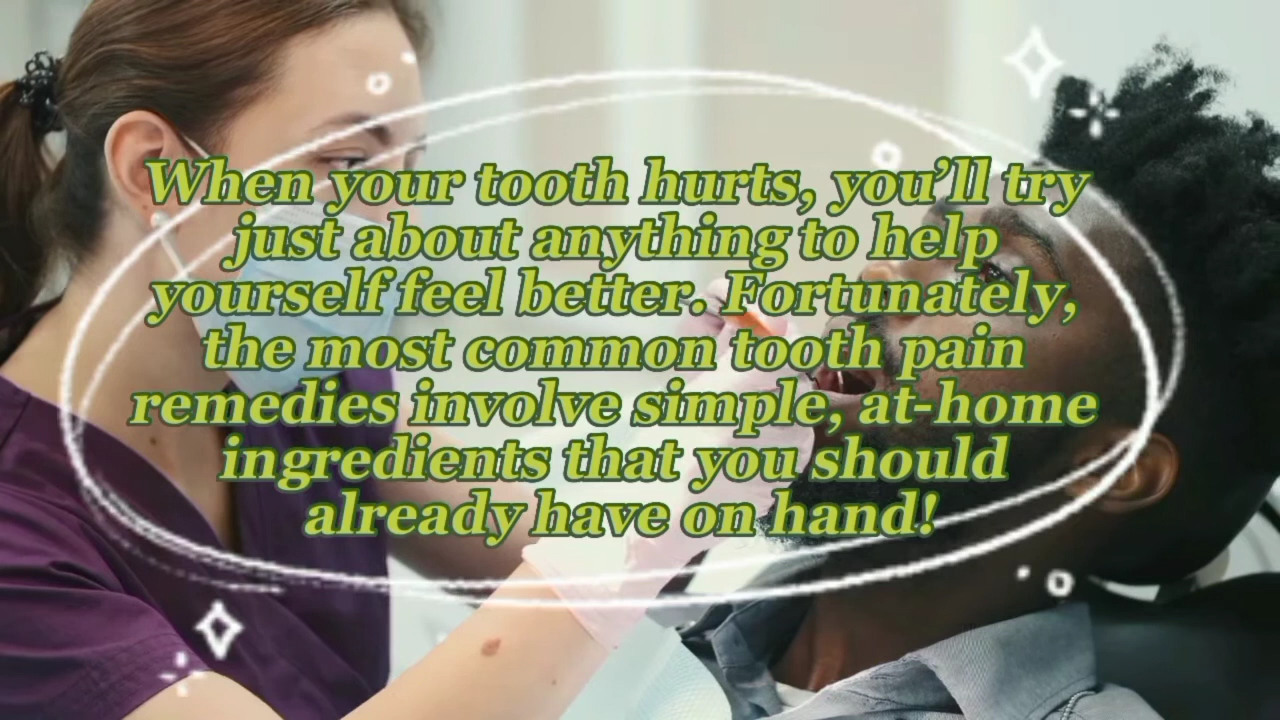 When your tooth hurts, you’ll try
just about anything to help
yourself feel better. Fortunately,
the most common tooth pain
remedies involve simple, at-home
ingredients that you should
already have on hand!